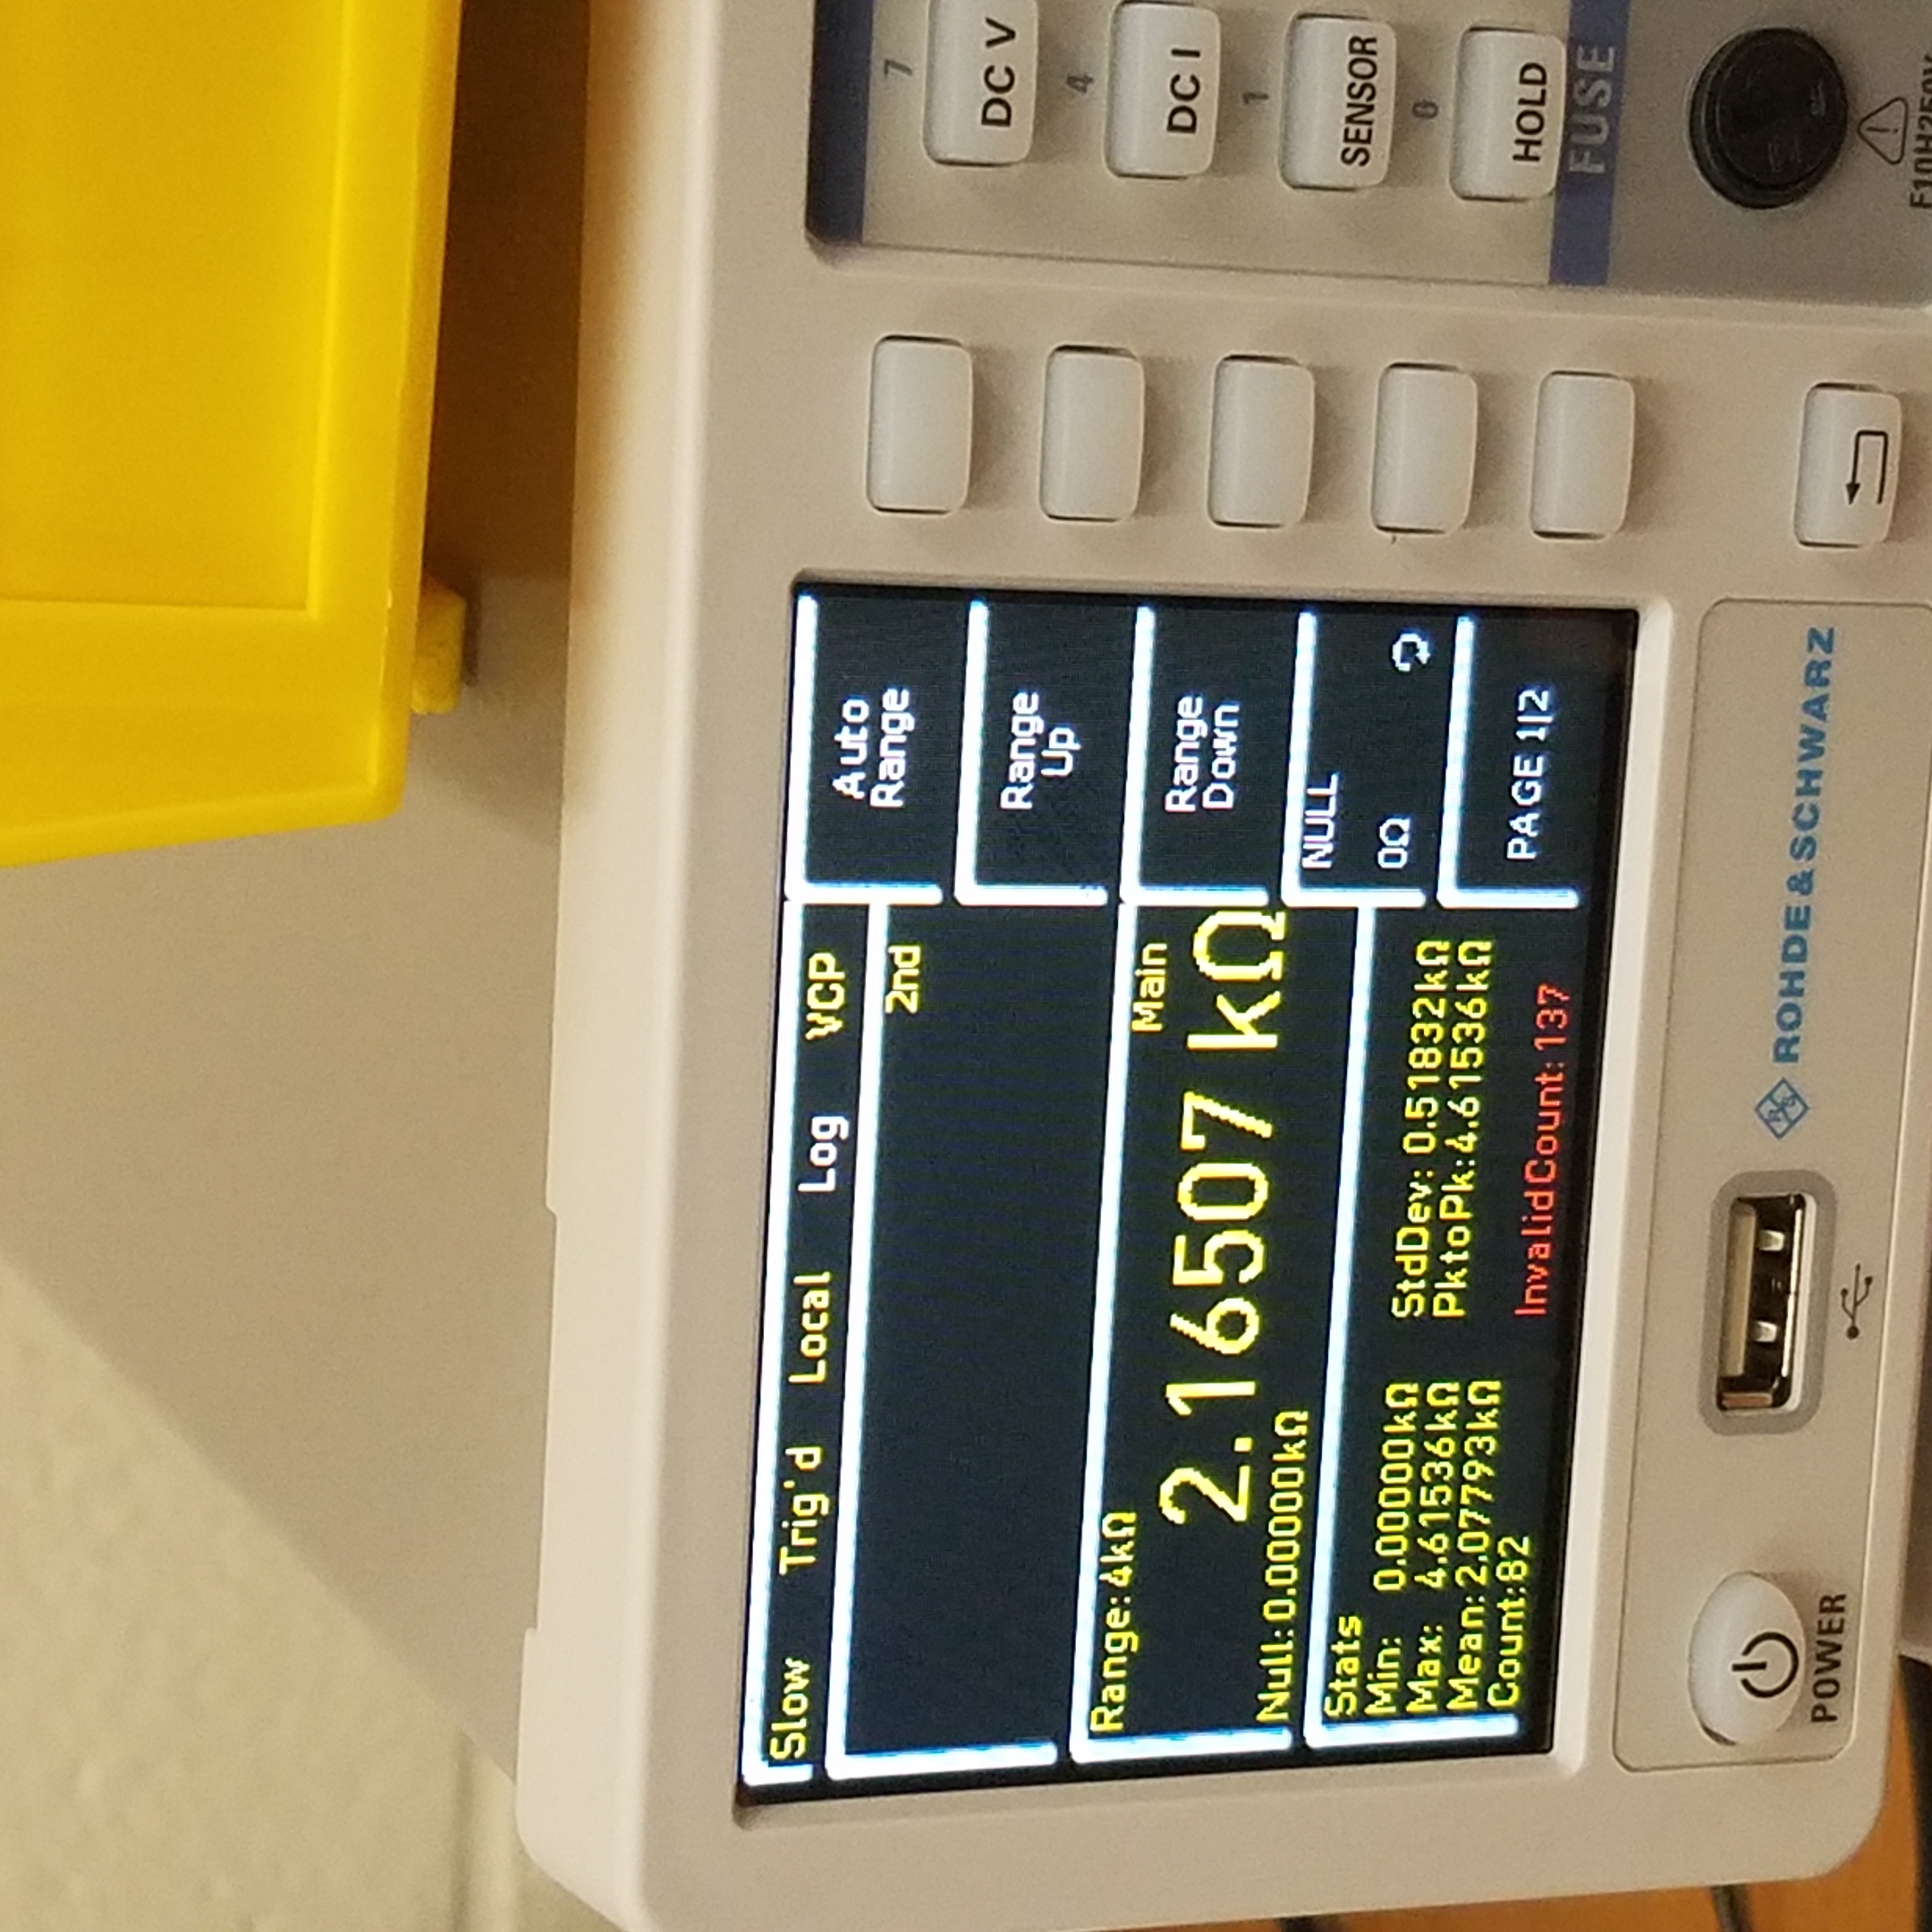 Slow Trig'd Local Log VCP
2nd
Range: 4kΩ
Main
2.16507 kΩ
Null: 0.00000kΩ
Stats
Min: 0.00000kΩ
Max: 4.61536kΩ
Mean: 2.07793kΩ
Count: 82
StdDev: 0.51832kΩ
PktoPk: 4.61536kΩ
InvalidCount: 137
Auto
Range
Range
Up
Range
Down
NULL
0Ω
PAGE 1|2
7
DC V
4
DC I
1
SENSOR
0
HOLD
FUSE
POWER
ROHDE & SCHWARZ
F10H250V